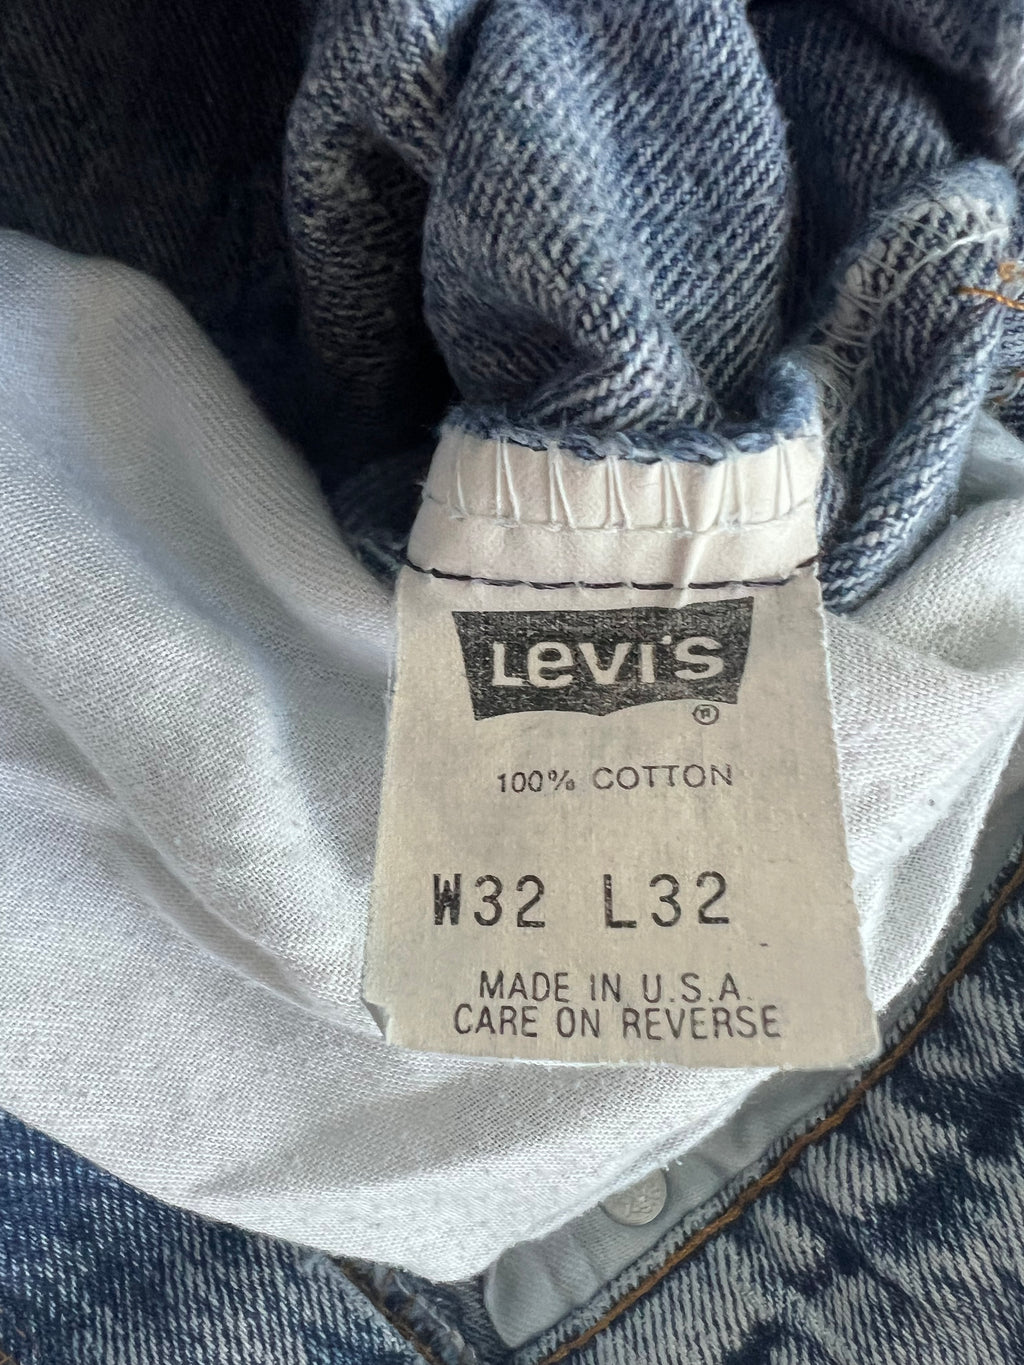 LEVI'S
®
100% COTTON
W32 L32
MADE IN U.S.A.
CARE ON REVERSE